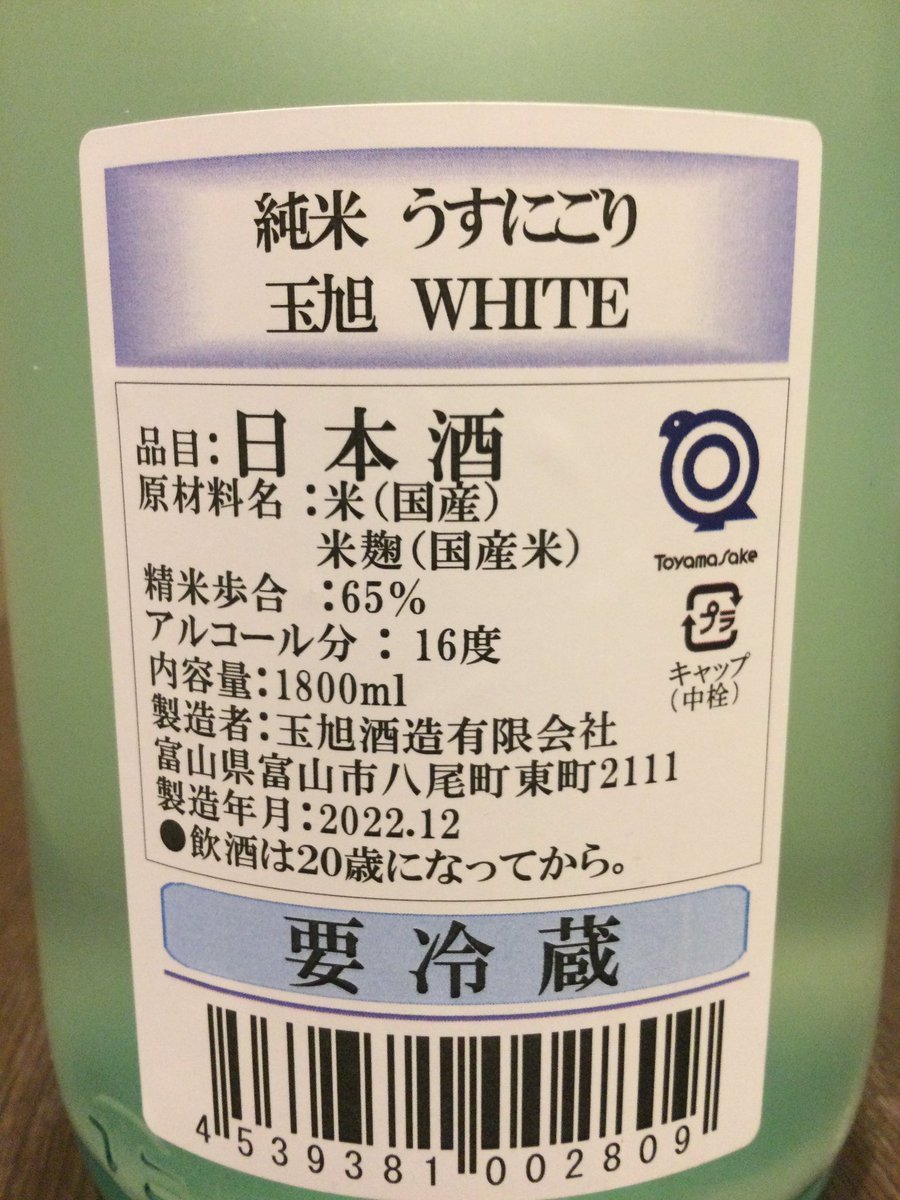 純米 うすにごり
玉旭 WHITE
品目：日本酒
原材料名：米（国産）
米麹（国産米）
精米歩合：65%
アルコール分：16度
内容量：1800ml
製造者：玉旭酒造有限会社
富山県富山市八尾町東町2111
製造年月：2022.12
●飲酒は20歳になってから。
Toyama Sake
プラ
キャップ
（中栓）
要冷蔵
4539381002809